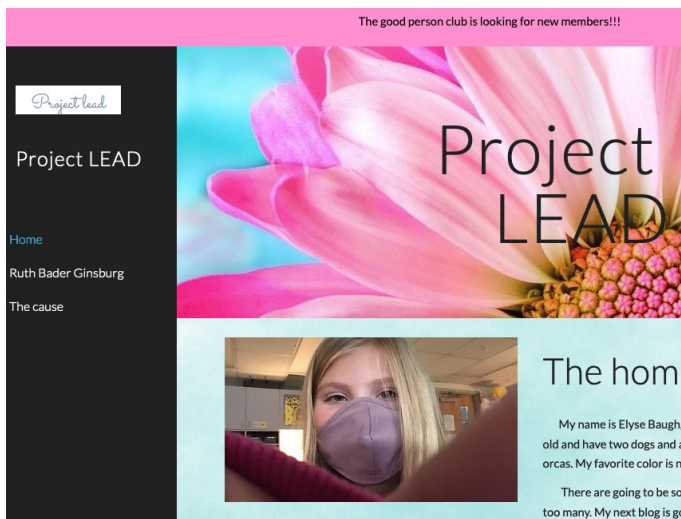 The good person club is looking for new members!!!
Project lead
Project LEAD
Home
Ruth Bader Ginsburg
The cause
Project
LEAD
The hom
My name is Elyse Baugh
old and have two dogs and a
orcas. My favorite color is n
There are going to be so
too many. My next blog is go